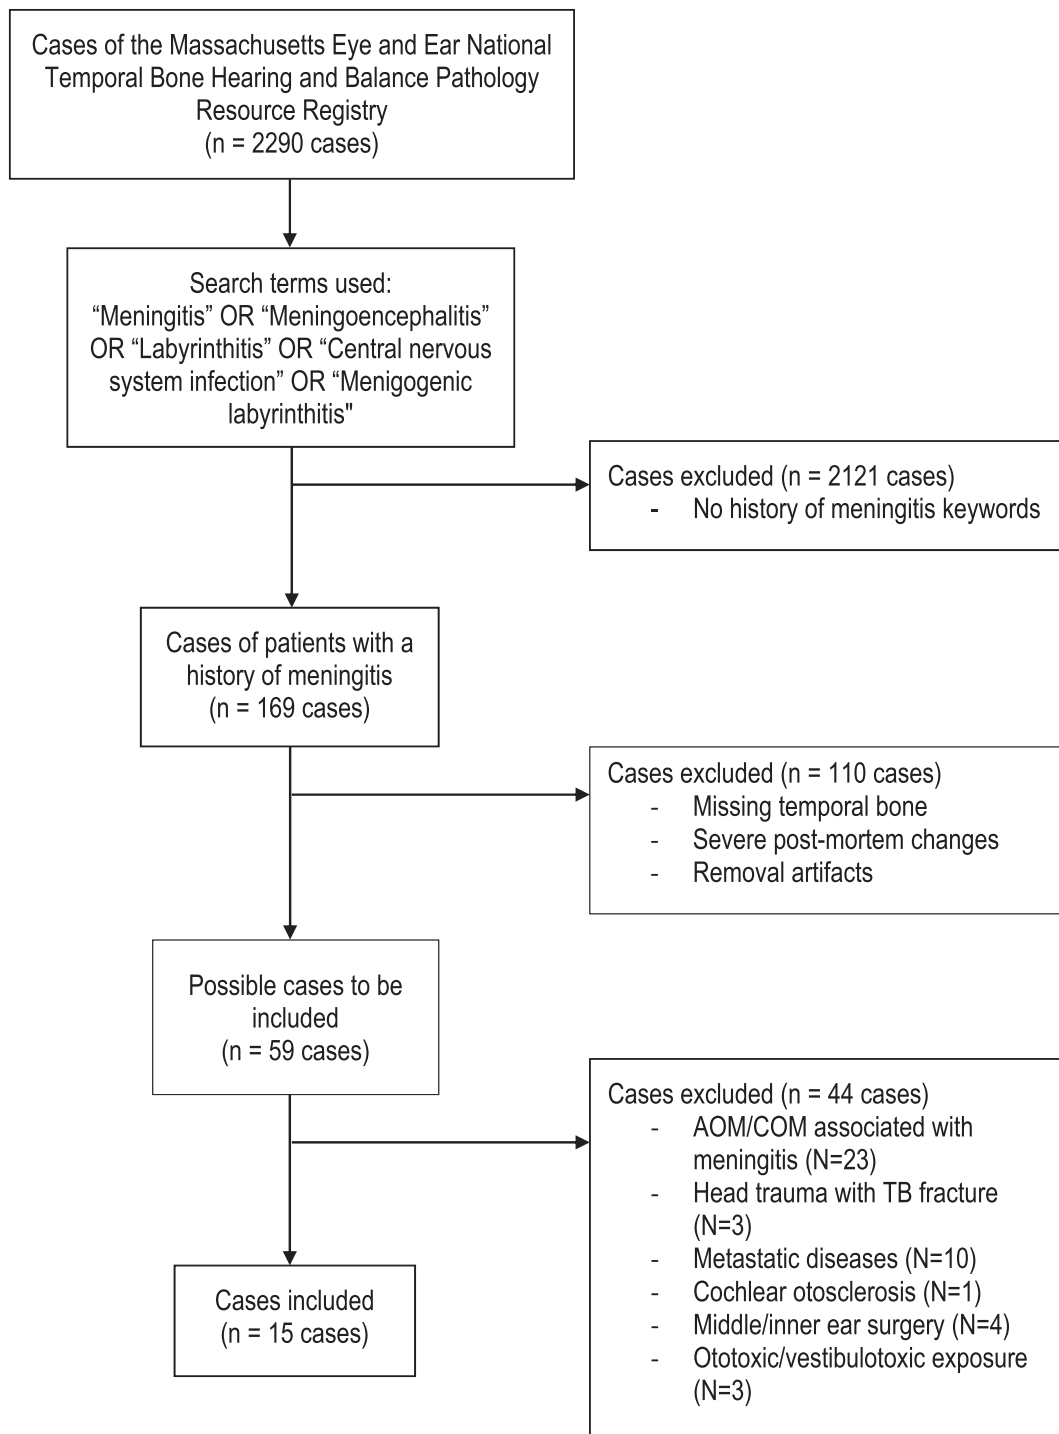 Cases of the Massachusetts Eye and Ear National
Temporal Bone Hearing and Balance Pathology
Resource Registry
(n = 2290 cases)
Search terms used:
“Meningitis” OR “Meningoencephalitis”
OR “Labyrinthitis” OR “Central nervous
system infection” OR “Menigogenic
labyrinthitis"
Cases excluded (n = 2121 cases)
- No history of meningitis keywords
Cases of patients with a
history of meningitis
(n = 169 cases)
Cases excluded (n = 110 cases)
- Missing temporal bone
- Severe post-mortem changes
- Removal artifacts
Possible cases to be
included
(n = 59 cases)
Cases excluded (n = 44 cases)
- AOM/COM associated with
meningitis (N=23)
- Head trauma with TB fracture
(N=3)
- Metastatic diseases (N=10)
- Cochlear otosclerosis (N=1)
- Middle/inner ear surgery (N=4)
- Ototoxic/vestibulotoxic exposure
(N=3)
Cases included
(n = 15 cases)